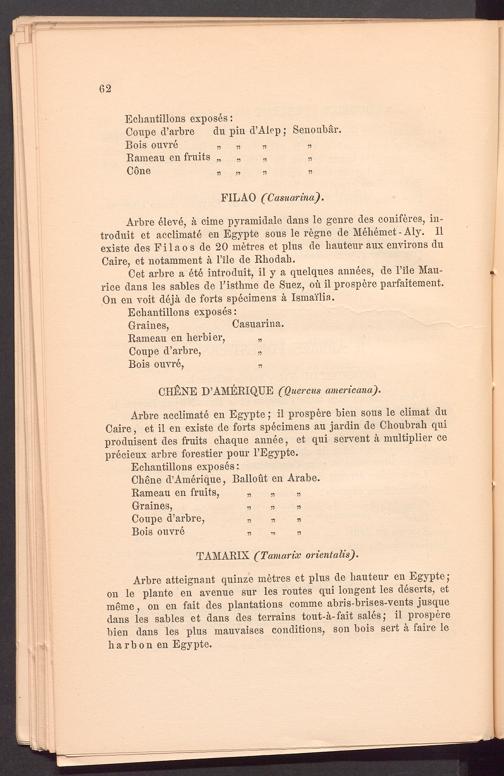 62
Echantillons exposés :
Coupe d'arbre du pin d'Alep ; Senoubâr.
Bois ouvré „ „ „ „
Rameau en fruits „ „ „ „
Cône „ „ „ „
FILAO (Casuarina).
Arbre élevé, à cime pyramidale dans le genre des conifères, in-
troduit et acclimaté en Egypte sous le règne de Méhémet-Aly. Il
existe des Filaos de 20 mètres et plus de hauteur aux environs du
Caire, et notamment à l'île de Rhodah.
Cet arbre a été introduit, il y a quelques années, de l'île Mau-
rice dans les sables de l'isthme de Suez, où il prospère parfaitement.
On en voit déjà de forts spécimens à Ismaïlia.
Echantillons exposés :
Graines, Casuarina.
Rameau en herbier, „
Coupe d'arbre, „
Bois ouvré, „
CHÊNE D'AMÉRIQUE (Quercus americana).
Arbre acclimaté en Egypte ; il prospère bien sous le climat du
Caire, et il en existe de forts spécimens au jardin de Choubrah qui
produisent des fruits chaque année, et qui servent à multiplier ce
précieux arbre forestier pour l'Egypte.
Echantillons exposés :
Chêne d'Amérique, Balloût en Arabe.
Rameau en fruits, „ „ „
Graines, „ „ „
Coupe d'arbre, „ „ „
Bois ouvré „ „ „
TAMARIX (Tamarix orientalis).
Arbre atteignant quinze mètres et plus de hauteur en Egypte ;
on le plante en avenue sur les routes qui longent les déserts, et
même, on en fait des plantations comme abris-brises-vents jusque
dans les sables et dans des terrains tout-à-fait salés ; il prospère
bien dans les plus mauvaises conditions, son bois sert à faire le
harbon en Egypte.